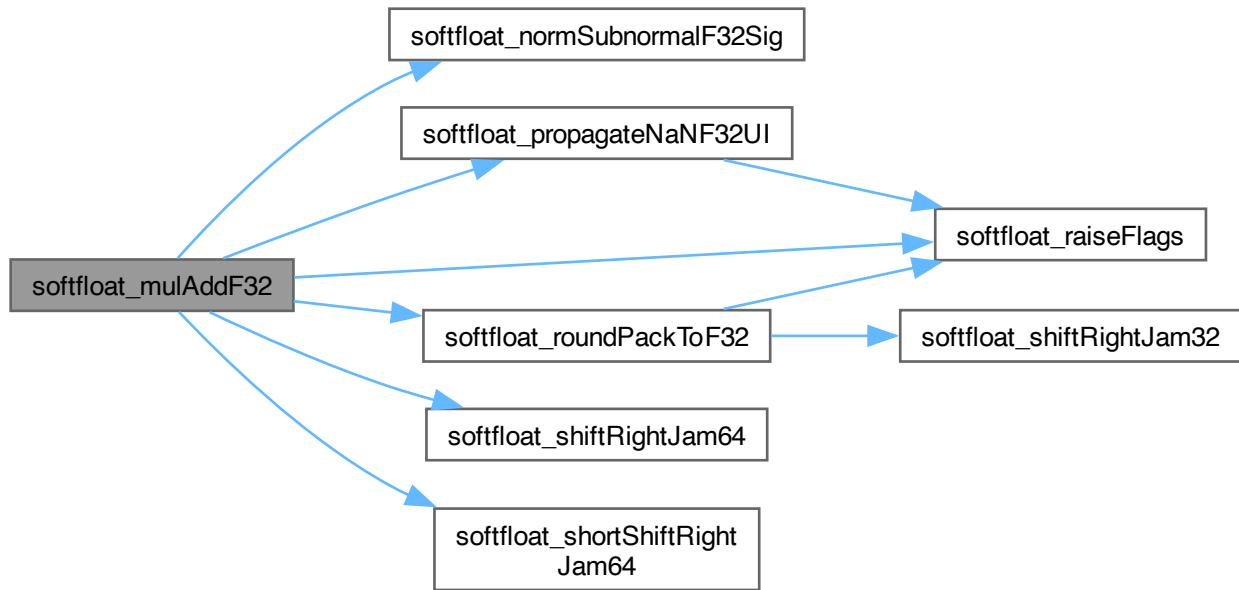 softfloat_normSubnormalF32Sig
softfloat_propagateNaNF32UI
softfloat_raiseFlags
softfloat_mulAddF32
softfloat_roundPackToF32
softfloat_shiftRightJam32
softfloat_shiftRightJam64
softfloat_shortShiftRight
Jam64